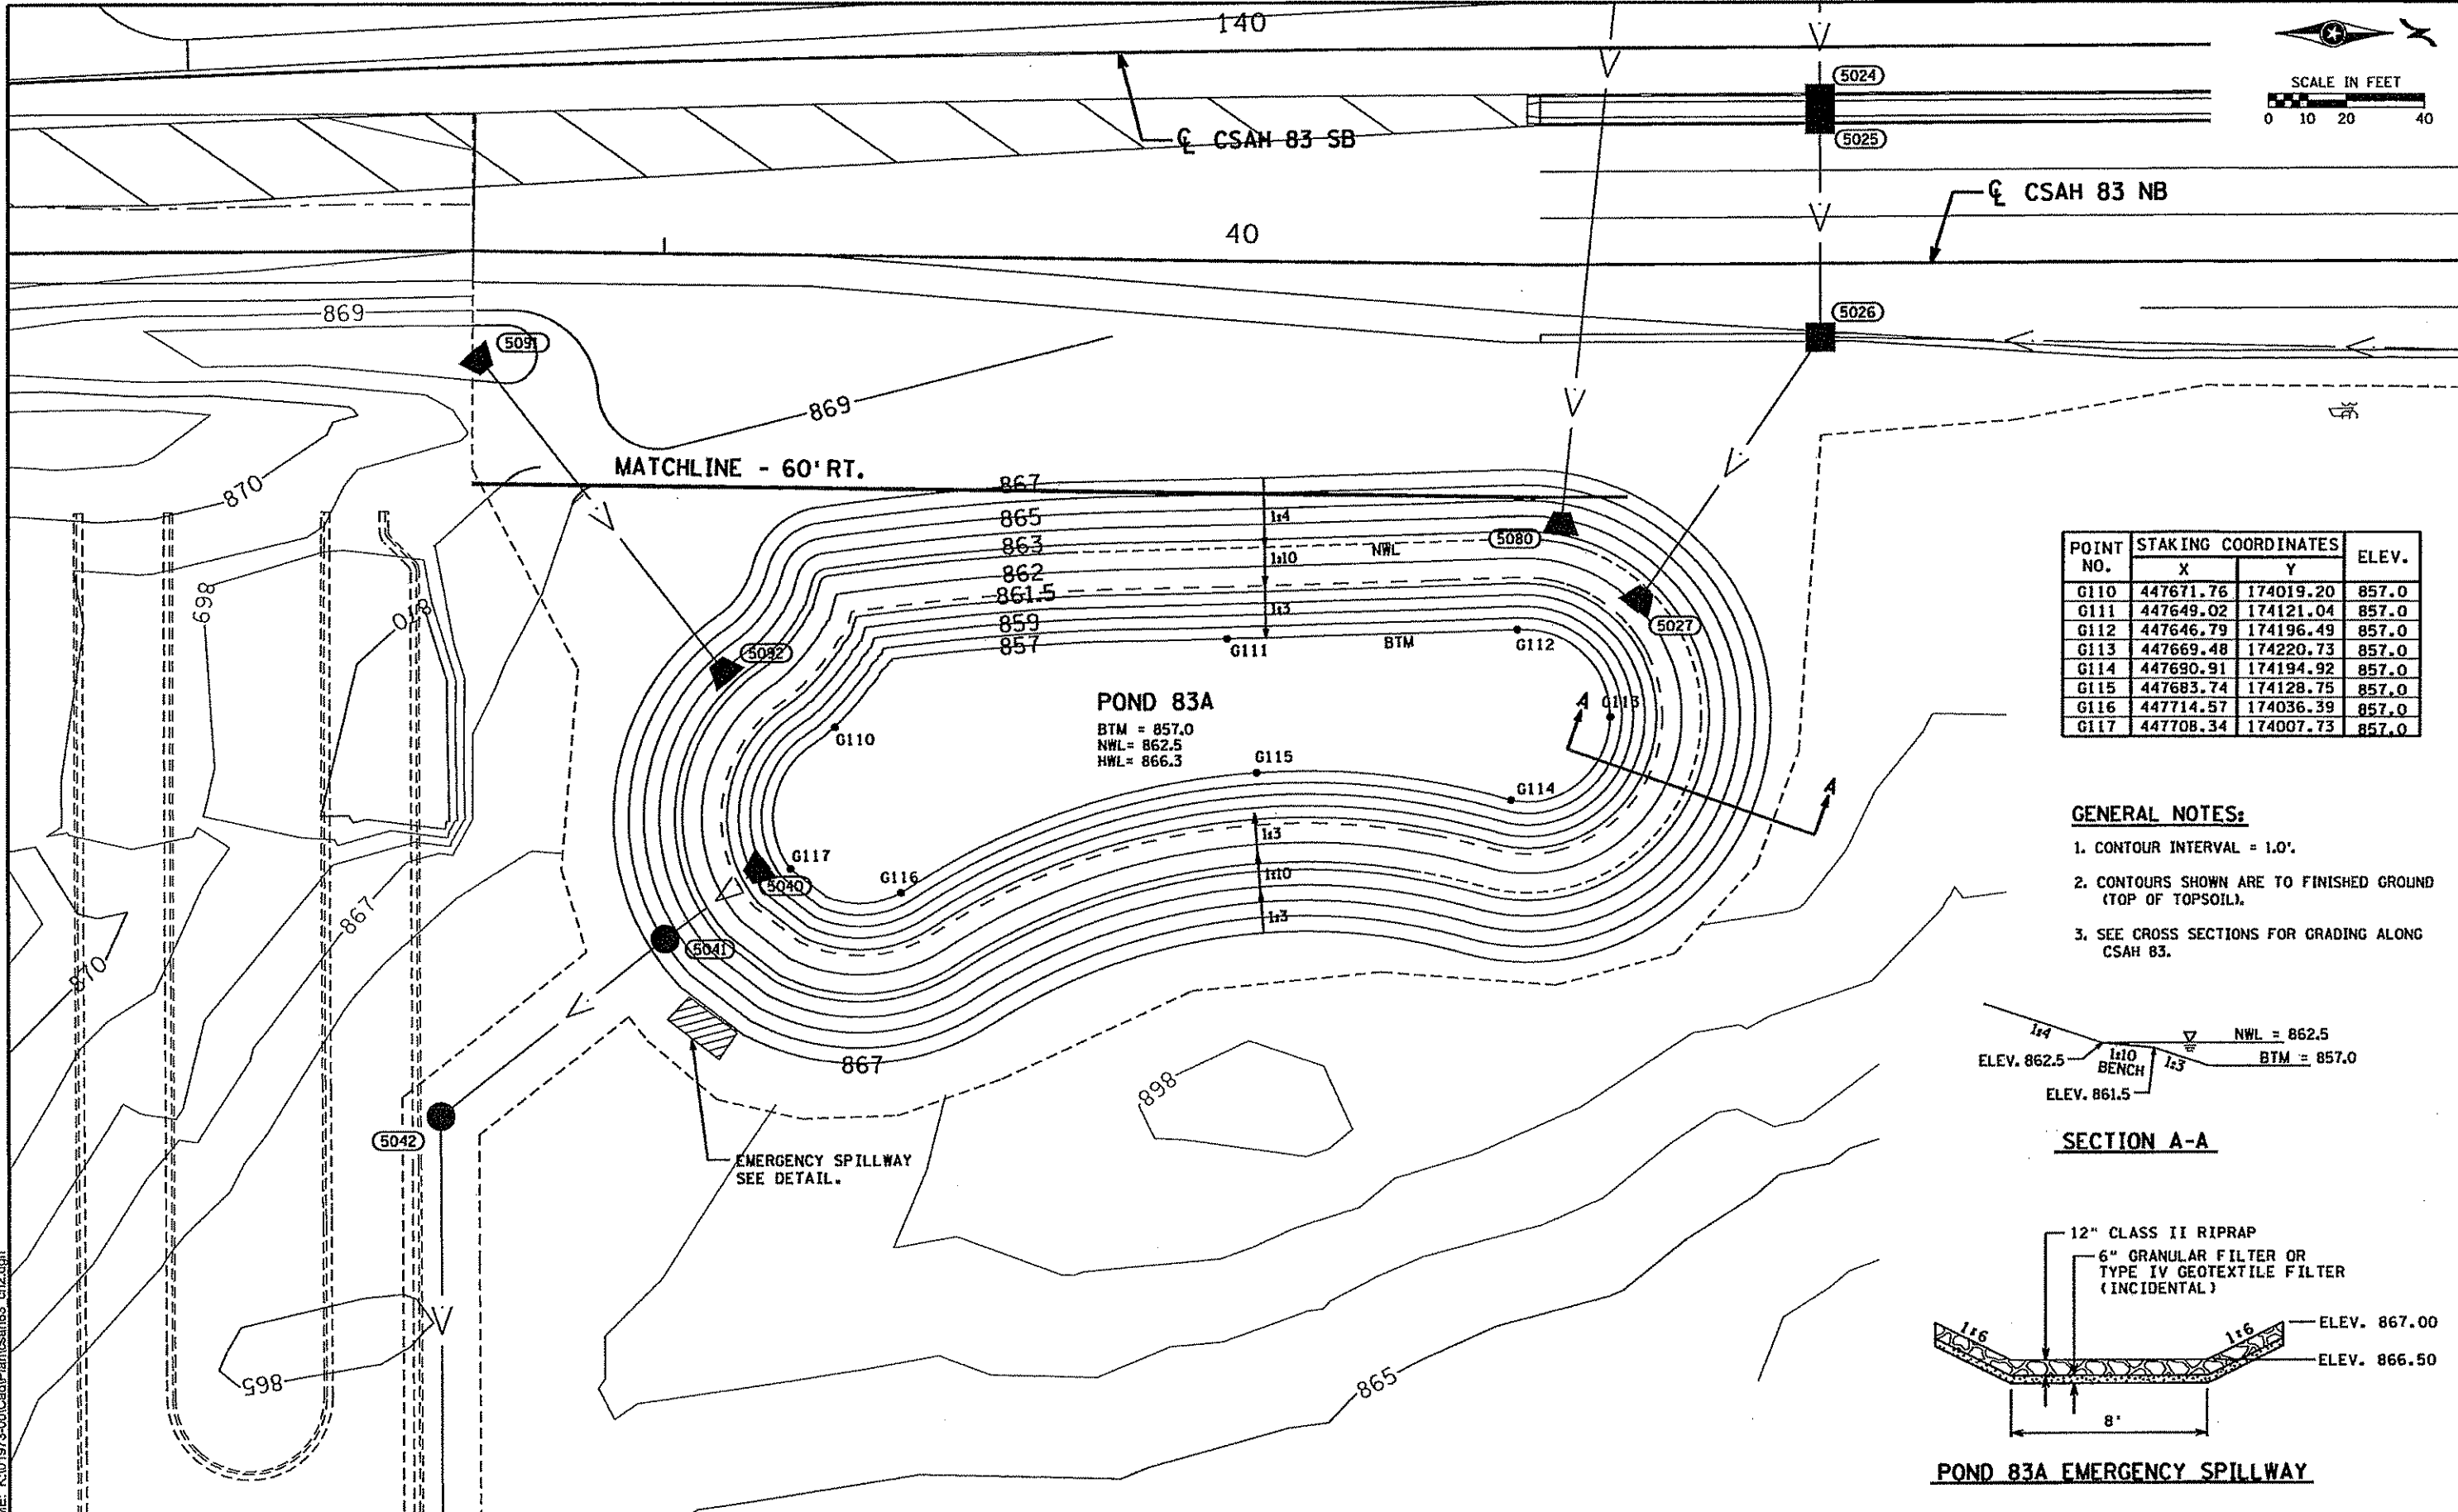 140
5024
SCALE IN FEET
0 10 20 40
5025
℄ CSAH 83 SB
℄ CSAH 83 NB
40
869
5026
5091
869
MATCHLINE - 60' RT.
870
867
865
1:4
863
NWL
5080
1:10
862
861.5
1:3
859
857
G111
BTM
G112
5027
698
018
5092
POINT NO. STAKING COORDINATES ELEV.
X Y
G110 447671.76 174019.20 857.0
G111 447649.02 174121.04 857.0
G112 447646.79 174196.49 857.0
G113 447669.48 174220.73 857.0
G114 447690.91 174194.92 857.0
G115 447683.74 174128.75 857.0
G116 447714.57 174036.39 857.0
G117 447708.34 174007.73 857.0
POND 83A
BTM = 857.0
NWL= 862.5
HWL= 866.3
G110
G113
A
A
G115
G114
G117
G116
5040
1:3
1:10
1:3
5041
867
870
867
GENERAL NOTES:
1. CONTOUR INTERVAL = 1.0'.
2. CONTOURS SHOWN ARE TO FINISHED GROUND
(TOP OF TOPSOIL).
3. SEE CROSS SECTIONS FOR GRADING ALONG
CSAH 83.
1:4
NWL = 862.5
ELEV. 862.5
1:10
BENCH
1:3
BTM = 857.0
ELEV. 861.5
SECTION A-A
898
5042
EMERGENCY SPILLWAY
SEE DETAIL.
865
865
12" CLASS II RIPRAP
6" GRANULAR FILTER OR
TYPE IV GEOTEXTILE FILTER
(INCIDENTAL)
1:6
1:6
ELEV. 867.00
ELEV. 866.50
8'
POND 83A EMERGENCY SPILLWAY